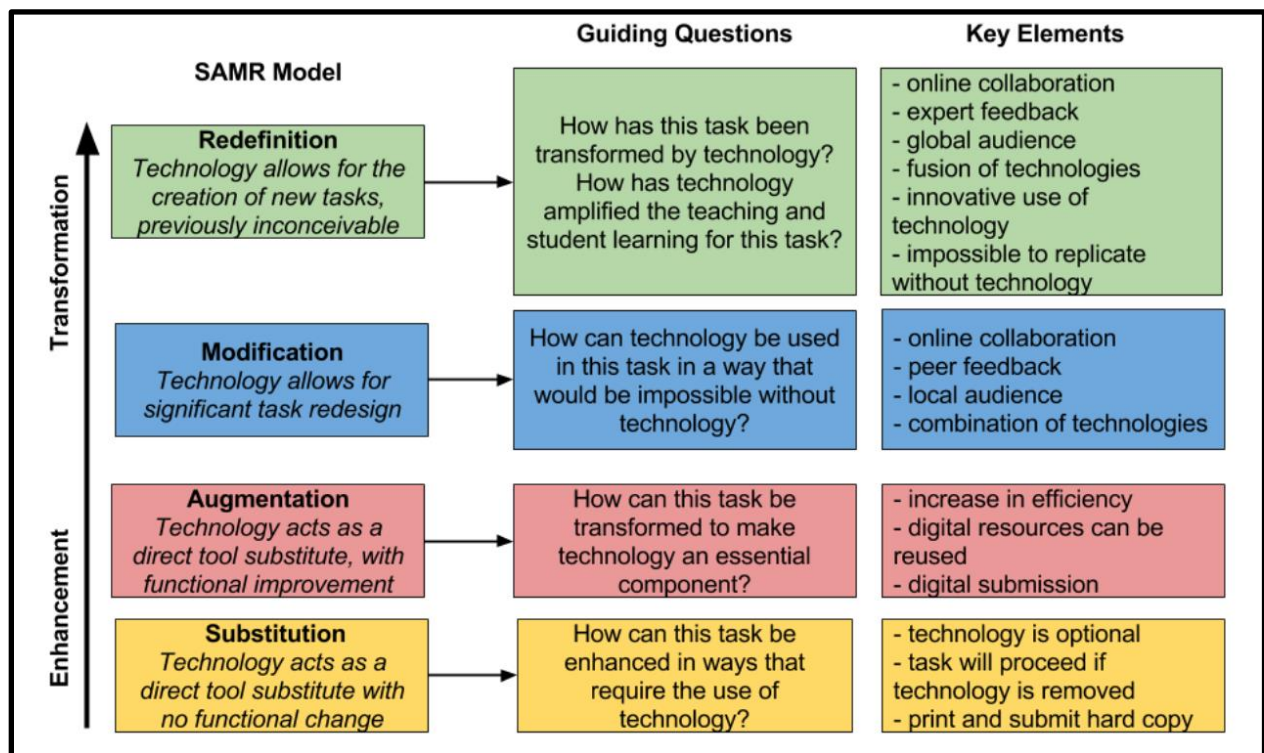 Guiding Questions
Key Elements
SAMR Model
Transformation
Enhancement
Redefinition
Technology allows for the
creation of new tasks,
previously inconceivable
How has this task been
transformed by technology?
How has technology
amplified the teaching and
student learning for this task?
- online collaboration
- expert feedback
- global audience
- fusion of technologies
- innovative use of
technology
- impossible to replicate
without technology
Modification
Technology allows for
significant task redesign
How can technology be used
in this task in a way that
would be impossible without
technology?
- online collaboration
- peer feedback
- local audience
- combination of technologies
Augmentation
Technology acts as a
direct tool substitute, with
functional improvement
How can this task be
transformed to make
technology an essential
component?
- increase in efficiency
- digital resources can be
reused
- digital submission
Substitution
Technology acts as a
direct tool substitute with
no functional change
How can this task be
enhanced in ways that
require the use of
technology?
- technology is optional
- task will proceed if
technology is removed
- print and submit hard copy